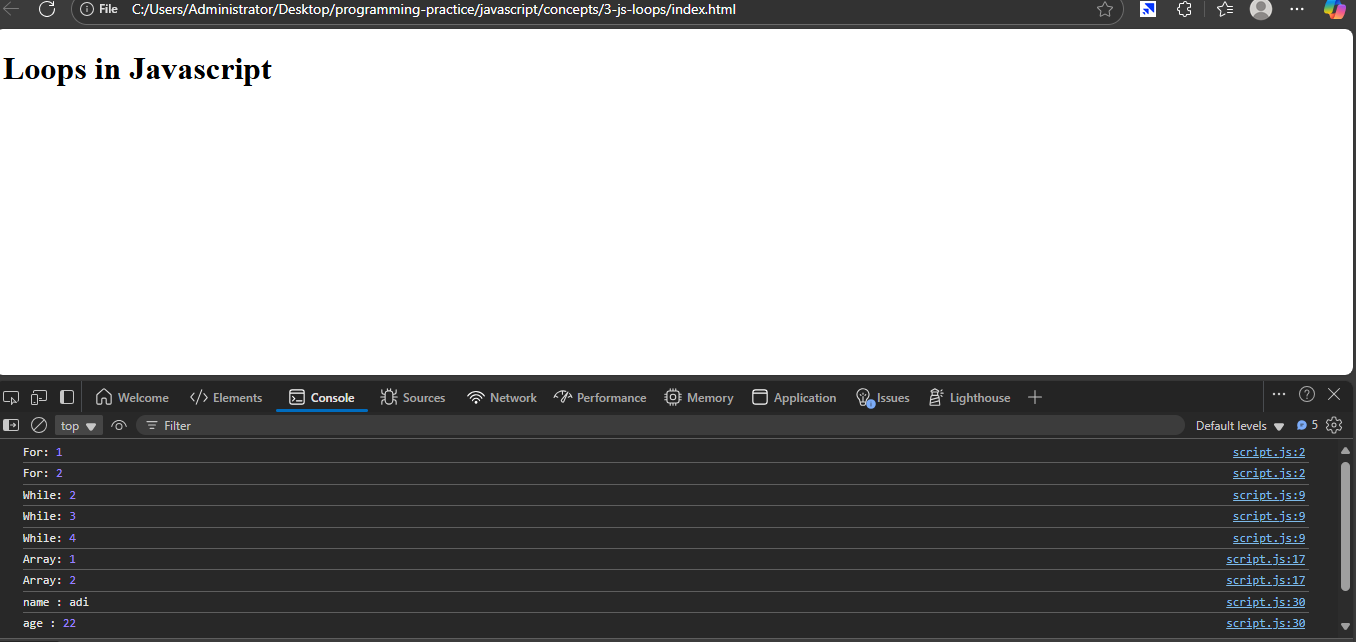 File C:/Users/Administrator/Desktop/programming-practice/javascript/concepts/3-js-loops/index.html
Loops in Javascript
Welcome Elements Console Sources Network Performance Memory Application Issues Lighthouse
top Filter Default levels 5
For: 1 script.js:2
For: 2 script.js:2
While: 2 script.js:9
While: 3 script.js:9
While: 4 script.js:9
Array: 1 script.js:17
Array: 2 script.js:17
name : adi script.js:30
age : 22 script.js:30